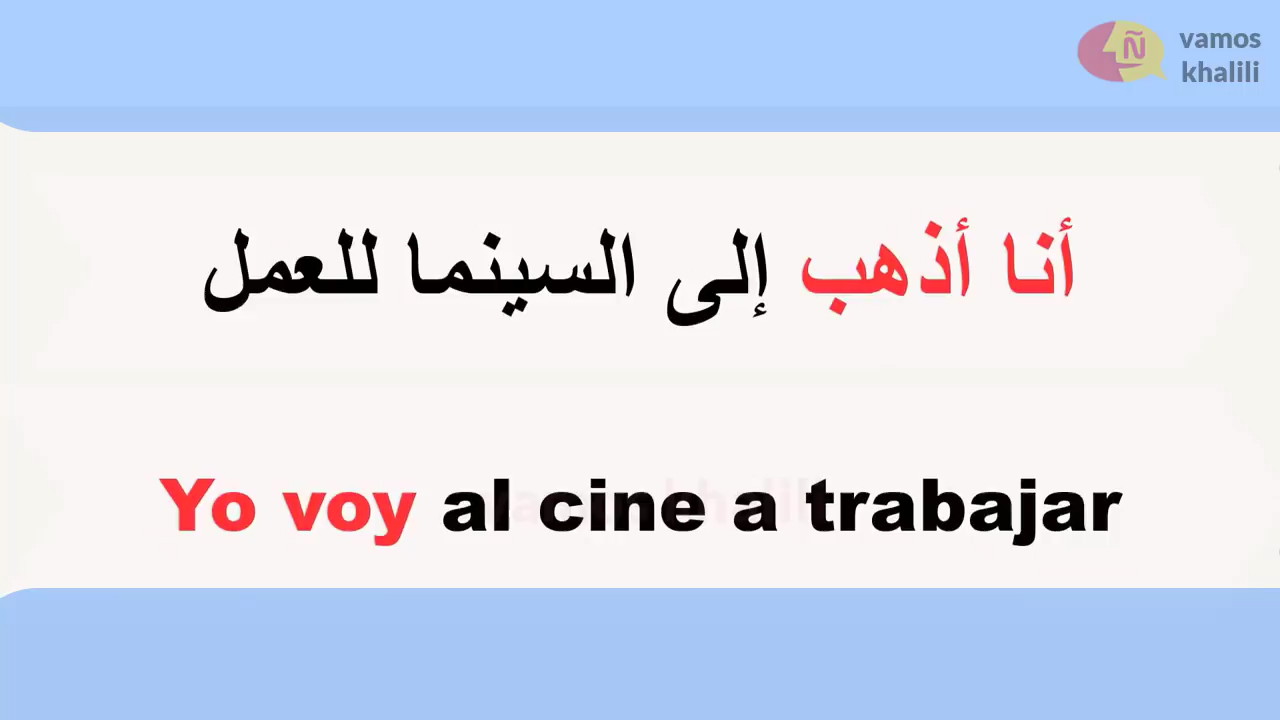 Ñ
vamos
khalili
أنا أذهب إلى السينما للعمل
Yo voy al cine a trabajar